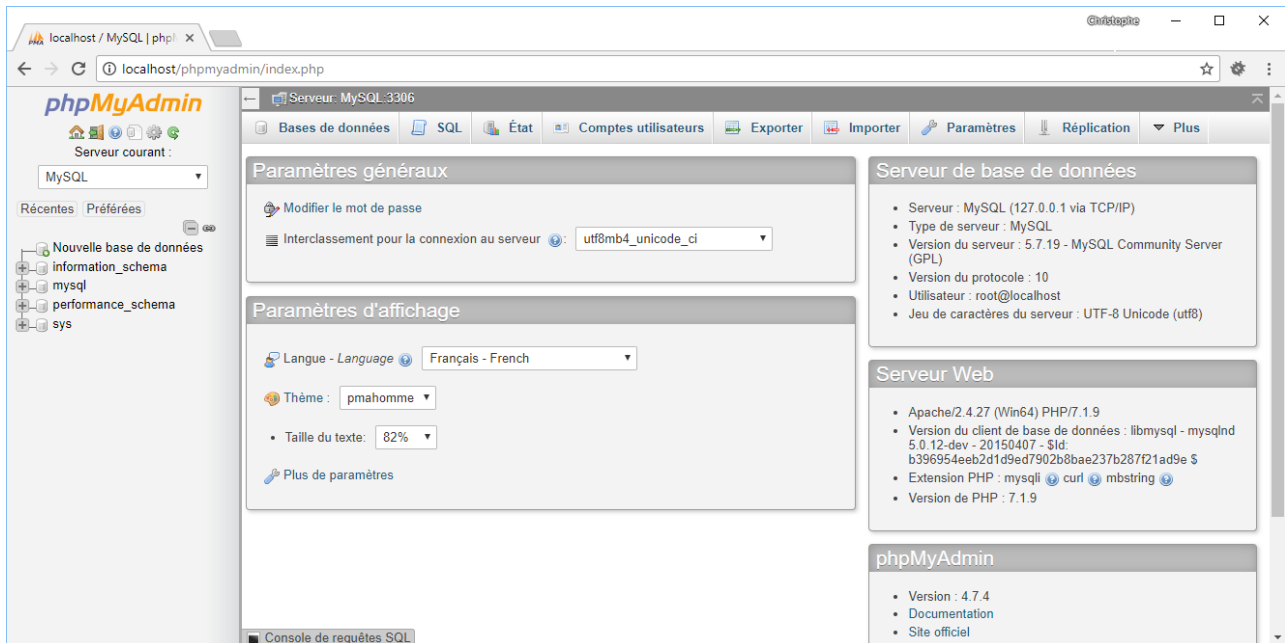 Christophe
localhost / MySQL | phpM
localhost/phpmyadmin/index.php
phpMyAdmin
Serveur courant :
MySQL
Récentes Préférées
Nouvelle base de données
information_schema
mysql
performance_schema
sys
Serveur: MySQL:3306
Bases de données SQL État Comptes utilisateurs Exporter Importer Paramètres Réplication Plus
Paramètres généraux
Modifier le mot de passe
Interclassement pour la connexion au serveur : utf8mb4_unicode_ci
Paramètres d'affichage
Langue - Language Français - French
Thème : pmahomme
Taille du texte: 82%
Plus de paramètres
Console de requêtes SQL
Serveur de base de données
Serveur : MySQL (127.0.0.1 via TCP/IP)
Type de serveur : MySQL
Version du serveur : 5.7.19 - MySQL Community Server
(GPL)
Version du protocole : 10
Utilisateur : root@localhost
Jeu de caractères du serveur : UTF-8 Unicode (utf8)
Serveur Web
Apache/2.4.27 (Win64) PHP/7.1.9
Version du client de base de données : libmysql - mysqlnd
5.0.12-dev - 20150407 - $Id:
b396954eeb2d1d9ed7902b8bae237b287f21ad9e $
Extension PHP : mysqli curl mbstring
Version de PHP : 7.1.9
phpMyAdmin
Version : 4.7.4
Documentation
Site officiel